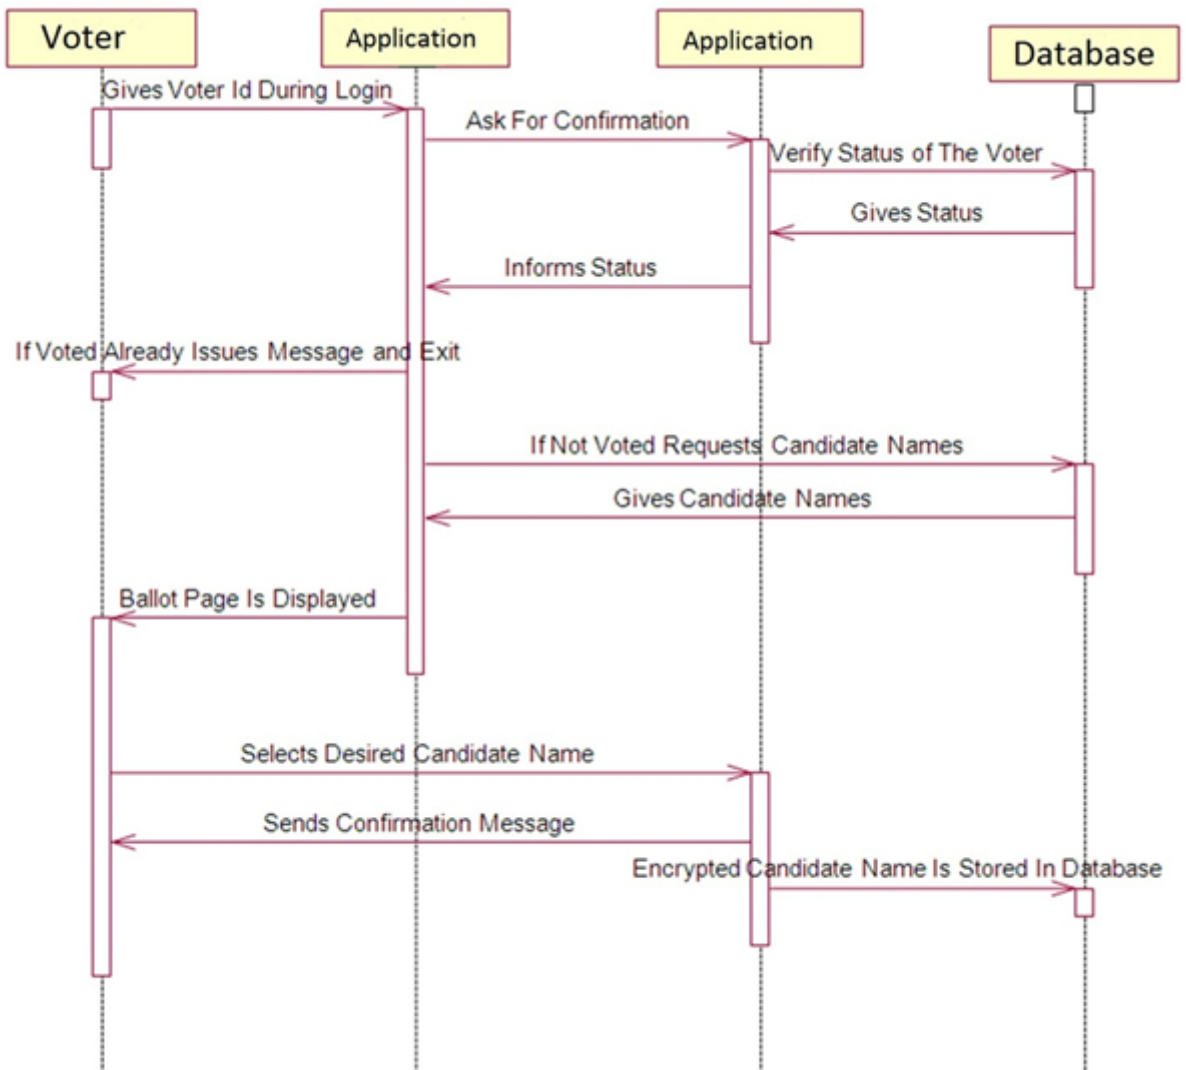 Voter
Application
Application
Database
Gives Voter Id During Login
Ask For Confirmation
Verify Status of The Voter
Gives Status
Informs Status
If Voted Already Issues Message and Exit
If Not Voted Requests Candidate Names
Gives Candidate Names
Ballot Page Is Displayed
Selects Desired Candidate Name
Sends Confirmation Message
Encrypted Candidate Name Is Stored In Database